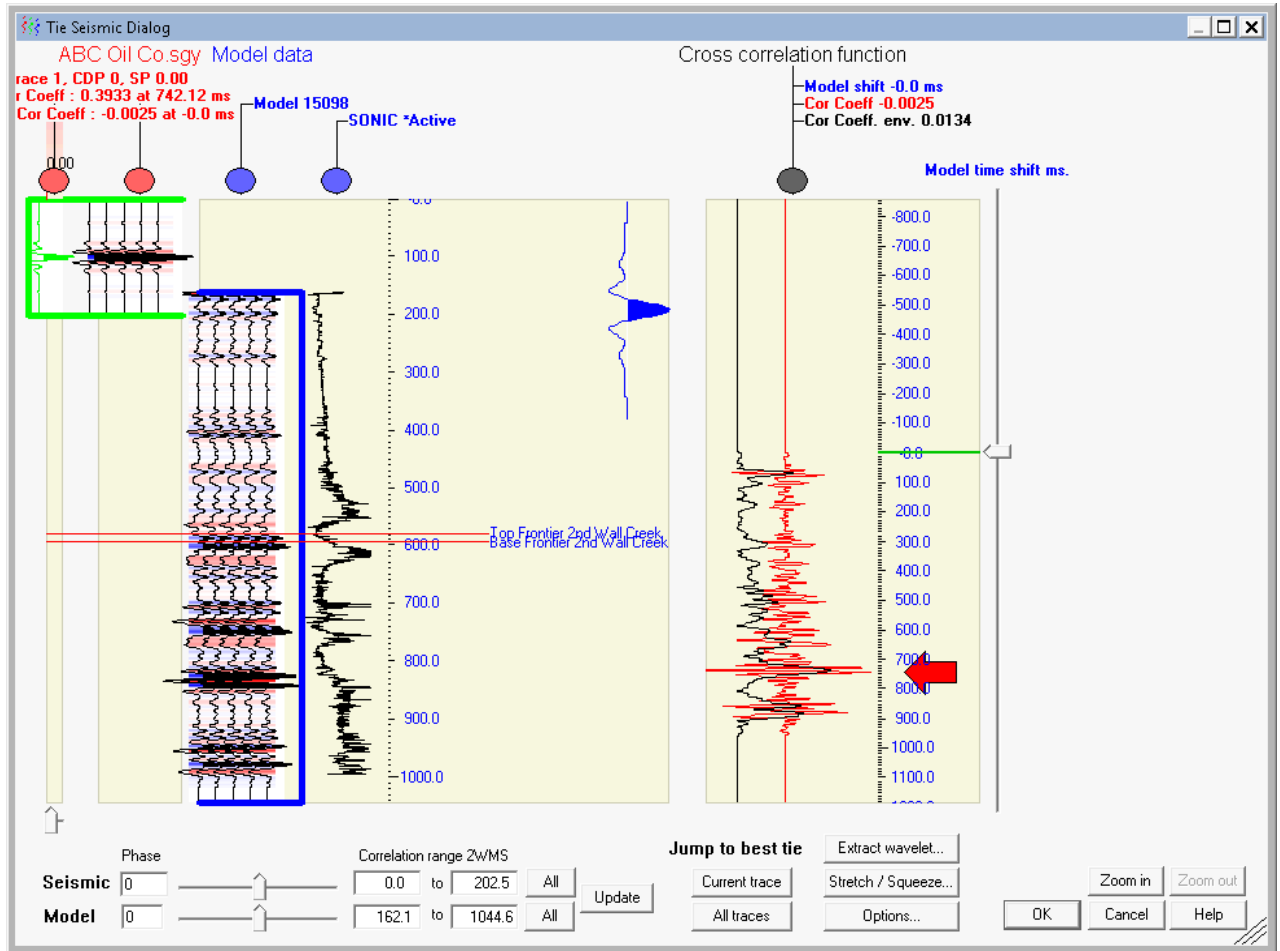 Tie Seismic Dialog
ABC Oil Co.sgy Model data
Cross correlation function
race 1, CDP 0, SP 0.00
r Coeff : 0.3933 at 742.12 ms
Cor Coeff : -0.0025 at -0.0 ms
Model 15098
SONIC *Active
Model shift -0.0 ms
Cor Coeff -0.0025
Cor Coeff. env. 0.0134
0.00
Model time shift ms.
-0.0
100.0
200.0
300.0
400.0
500.0
600.0
700.0
800.0
900.0
1000.0
Top Frontier 2nd Wall Creek
Base Frontier 2nd Wall Creek
-800.0
-700.0
-600.0
-500.0
-400.0
-300.0
-200.0
-100.0
-0.0
100.0
200.0
300.0
400.0
500.0
600.0
700.0
800.0
900.0
1000.0
1100.0
Phase
Correlation range 2WMS
Jump to best tie
Extract wavelet...
Seismic 0
0.0 to 202.5 All
Update
Current trace
Stretch / Squeeze...
Zoom in
Zoom out
Model 0
162.1 to 1044.6 All
All traces
Options...
OK
Cancel
Help